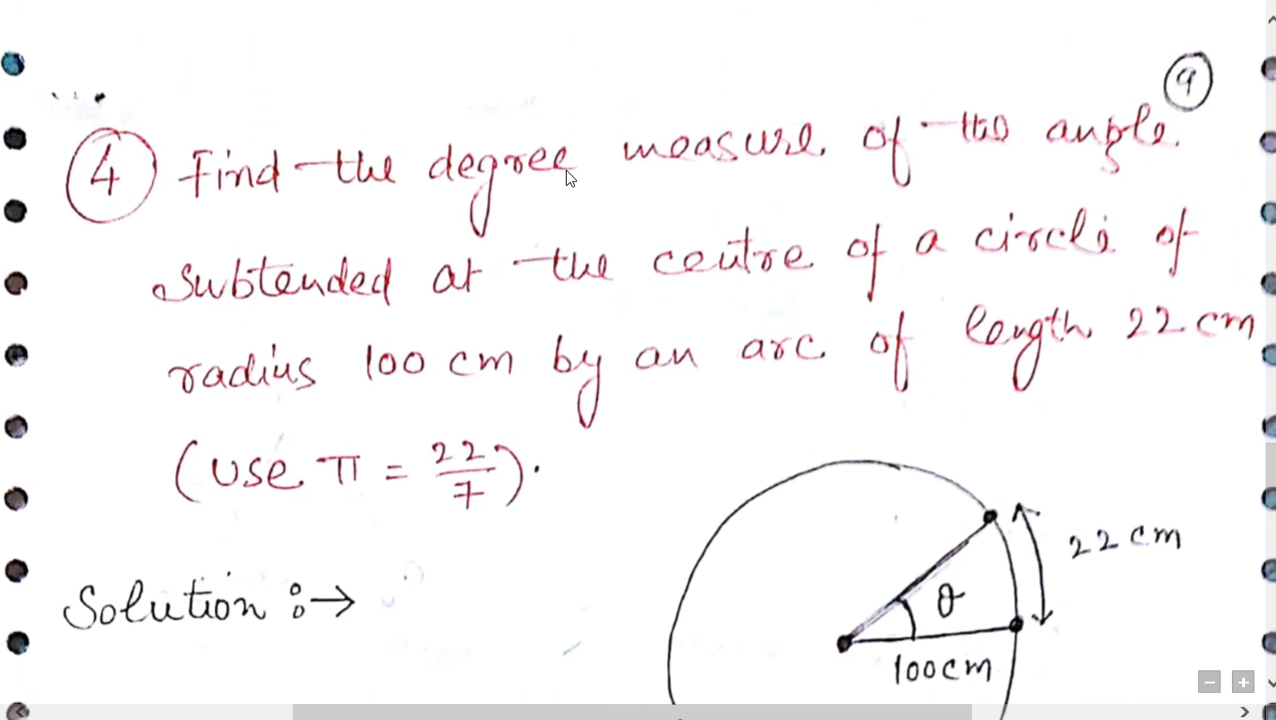 9
4 Find the degree measure of the angle
subtended at the centre of a circle of
radius 100 cm by an arc of length 22 cm
(use π = 22/7).
Solution :→
22 cm
θ
100cm